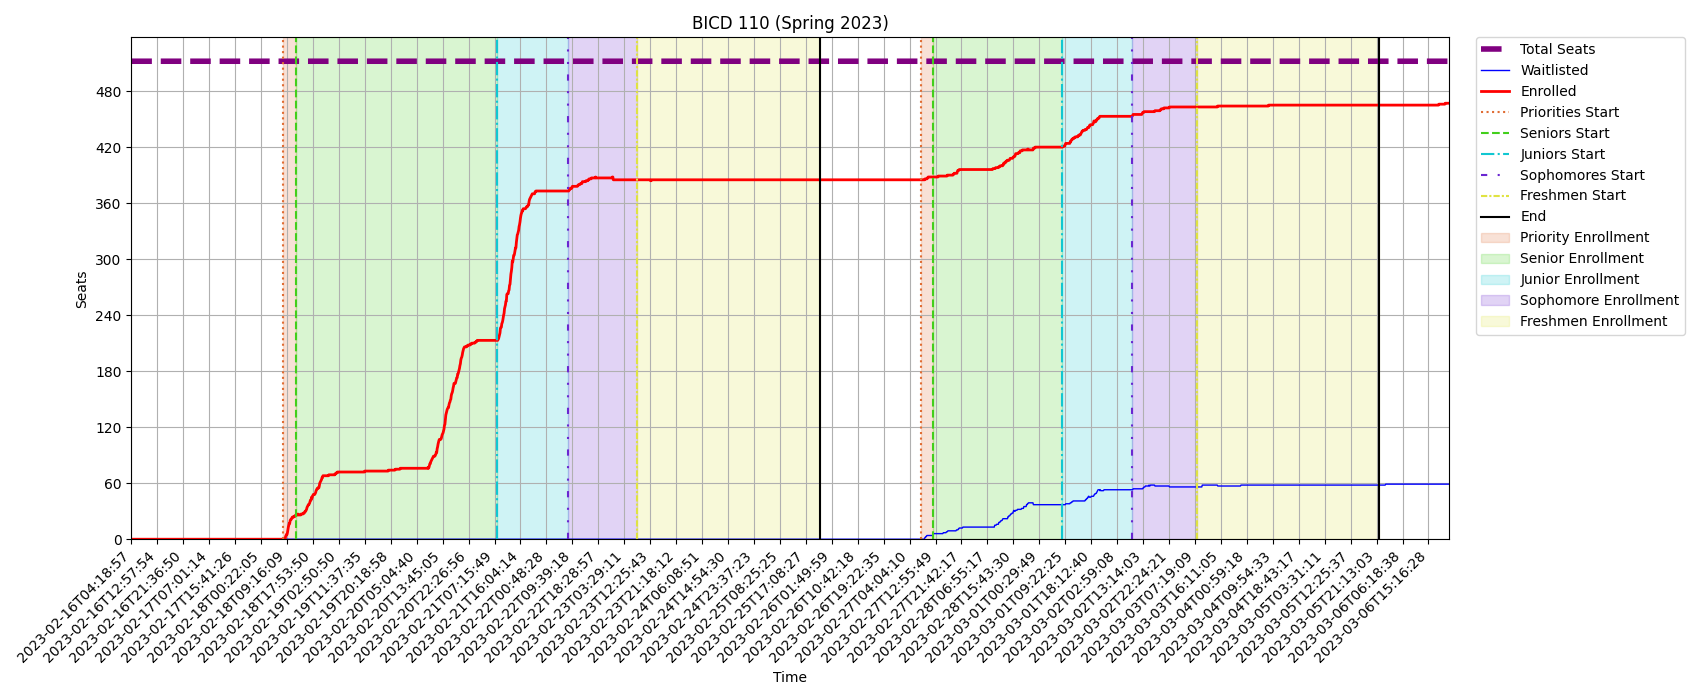 BICD 110 (Spring 2023)
Total Seats
Waitlisted
Enrolled
Priorities Start
Seniors Start
Juniors Start
Sophomores Start
Freshmen Start
End
Priority Enrollment
Senior Enrollment
Junior Enrollment
Sophomore Enrollment
Freshmen Enrollment
Seats
480
420
360
300
240
180
120
60
0
2023-02-16T04:18:57
2023-02-16T12:57:54
2023-02-16T21:36:50
2023-02-17T07:01:14
2023-02-17T15:41:26
2023-02-18T00:22:05
2023-02-18T09:16:09
2023-02-18T17:53:50
2023-02-19T02:50:50
2023-02-19T11:37:35
2023-02-19T20:18:58
2023-02-20T05:04:40
2023-02-20T13:45:05
2023-02-20T22:26:56
2023-02-21T07:15:49
2023-02-21T16:04:14
2023-02-22T00:48:28
2023-02-22T09:39:18
2023-02-22T18:28:57
2023-02-23T03:29:11
2023-02-23T12:25:43
2023-02-23T21:18:12
2023-02-24T06:08:51
2023-02-24T14:54:30
2023-02-24T23:37:23
2023-02-25T08:25:25
2023-02-25T17:08:27
2023-02-26T01:49:59
2023-02-26T10:42:18
2023-02-26T19:22:35
2023-02-27T04:04:10
2023-02-27T12:55:49
2023-02-27T21:42:17
2023-02-28T06:55:17
2023-02-28T15:43:30
2023-03-01T00:29:49
2023-03-01T09:22:25
2023-03-01T18:12:40
2023-03-02T02:59:08
2023-03-02T13:14:03
2023-03-02T22:24:21
2023-03-03T07:19:09
2023-03-03T16:11:05
2023-03-04T00:59:18
2023-03-04T09:54:33
2023-03-04T18:43:17
2023-03-05T03:31:11
2023-03-05T12:25:37
2023-03-05T21:13:03
2023-03-06T06:18:38
2023-03-06T15:16:28
Time